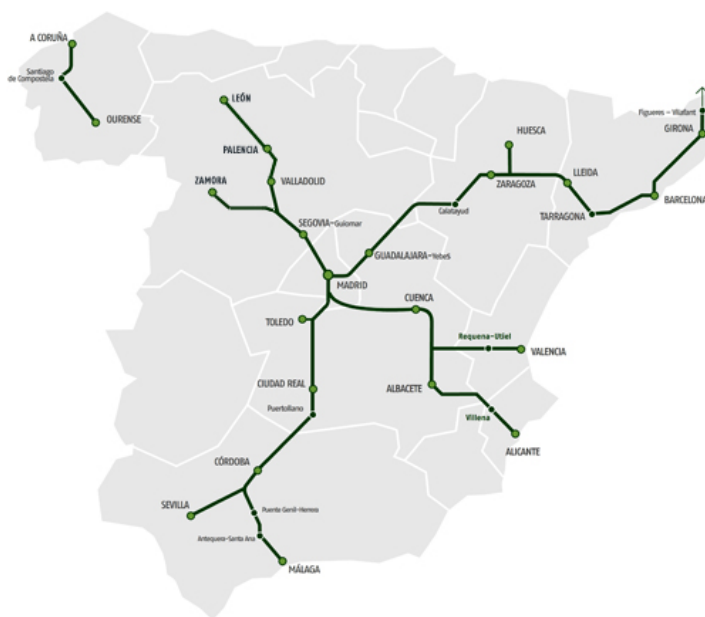 A CORUÑA
Santiago
de Compostela
OURENSE
LEÓN
PALENCIA
VALLADOLID
ZAMORA
SEGOVIA-Guiomar
HUESCA
ZARAGOZA
Calatayud
LLEIDA
TARRAGONA
Figueres - Vilafant
GIRONA
BARCELONA
GUADALAJARA-Yebes
MADRID
CUENCA
TOLEDO
Requena-Utiel
VALENCIA
CIUDAD REAL
ALBACETE
Puertollano
Villena
ALICANTE
CÓRDOBA
SEVILLA
Puente Genil-Herrera
Antequera-Santa Ana
MÁLAGA